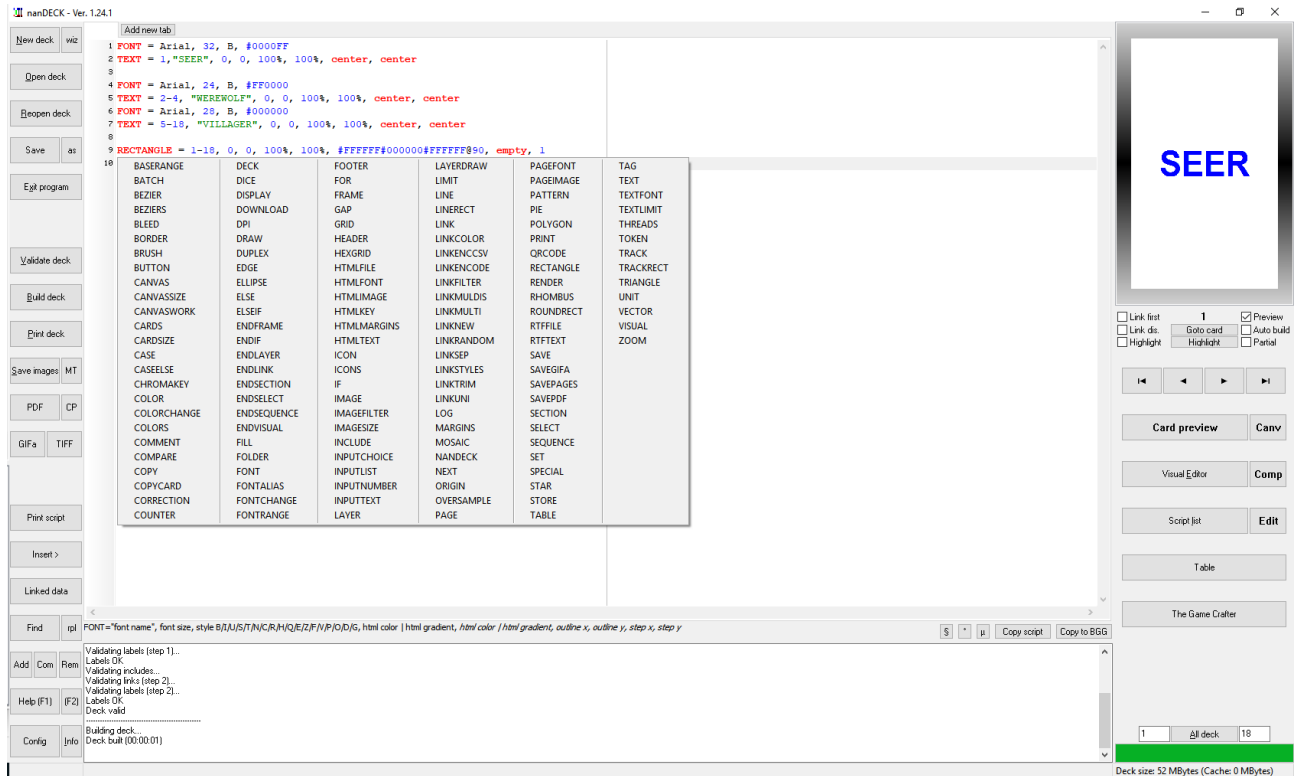 nanDECK - Ver. 1.24.1
New deck wiz
Open deck
Reopen deck
Save as
Exit program
Validate deck
Build deck
Print deck
Save images MT
PDF CP
GIFa TIFF
Print script
Insert >
Linked data
Find rpl
Add Com Rem
Help (F1) (F2)
Config Info
Add new tab
1 FONT = Arial, 32, B, #0000FF
2 TEXT = 1,"SEER", 0, 0, 100%, 100%, center, center
3
4 FONT = Arial, 24, B, #FF0000
5 TEXT = 2-4, "WEREWOLF", 0, 0, 100%, 100%, center, center
6 FONT = Arial, 28, B, #000000
7 TEXT = 5-18, "VILLAGER", 0, 0, 100%, 100%, center, center
8
9 RECTANGLE = 1-18, 0, 0, 100%, 100%, #FFFFFF#000000#FFFFFF@90, empty, 1
10
BASERANGE DECK FOOTER LAYERDRAW PAGEFONT TAG
BATCH DICE FOR LIMIT PAGEIMAGE TEXT
BEZIER DISPLAY FRAME LINE PATTERN TEXTFONT
BEZIERS DOWNLOAD GAP LINERECT PIE TEXTLIMIT
BLEED DPI GRID LINK POLYGON THREADS
BORDER DRAW HEADER LINKCOLOR PRINT TOKEN
BRUSH DUPLEX HEXGRID LINKENCCSV QRCODE TRACK
BUTTON EDGE HTMLFILE LINKENCODE RECTANGLE TRACKRECT
CANVAS ELLIPSE HTMLFONT LINKFILTER RENDER TRIANGLE
CANVASSIZE ELSE HTMLIMAGE LINKMULDIS RHOMBUS UNIT
CANVASWORK ELSEIF HTMLKEY LINKMULTI ROUNDRECT VECTOR
CARDS ENDFRAME HTMLMARGINS LINKNEW RTFFILE VISUAL
CARDSIZE ENDIF HTMLTEXT LINKRANDOM RTFTEXT ZOOM
CASE ENDLAYER ICON LINKSEP SAVE
CASEELSE ENDLINK ICONS LINKSTYLES SAVEGIFA
CHROMAKEY ENDSECTION IF LINKTRIM SAVEPAGES
COLOR ENDSELECT IMAGE LINKUNI SAVEPDF
COLORCHANGE ENDSEQUENCE IMAGEFILTER LOG SECTION
COLORS ENDVISUAL IMAGESIZE MARGINS SELECT
COMMENT FILL INCLUDE MOSAIC SEQUENCE
COMPARE FOLDER INPUTCHOICE NANDECK SET
COPY FONT INPUTLIST NEXT SPECIAL
COPYCARD FONTALIAS INPUTNUMBER ORIGIN STAR
CORRECTION FONTCHANGE INPUTTEXT OVERSAMPLE STORE
COUNTER FONTRANGE LAYER PAGE TABLE
FONT="font name", font size, style B/I/U/S/T/N/C/R/H/Q/E/Z/F/V/P/O/D/G, html color | html gradient, html color / html gradient, outline x, outline y, step x, step y
§ " µ Copy script Copy to BGG
Validating labels (step 1)...
Labels OK
Validating includes...
Validating links (step 2)...
Validating labels (step 2)...
Labels OK
Deck valid
Building deck...
Deck built (00:00:01)
SEER
Link first 1 Preview
Link dis. Goto card Auto build
Highlight Highlight Partial
Card preview Canv
Visual Editor Comp
Script list Edit
Table
The Game Crafter
1 All deck 18
Deck size: 52 MBytes (Cache: 0 MBytes)